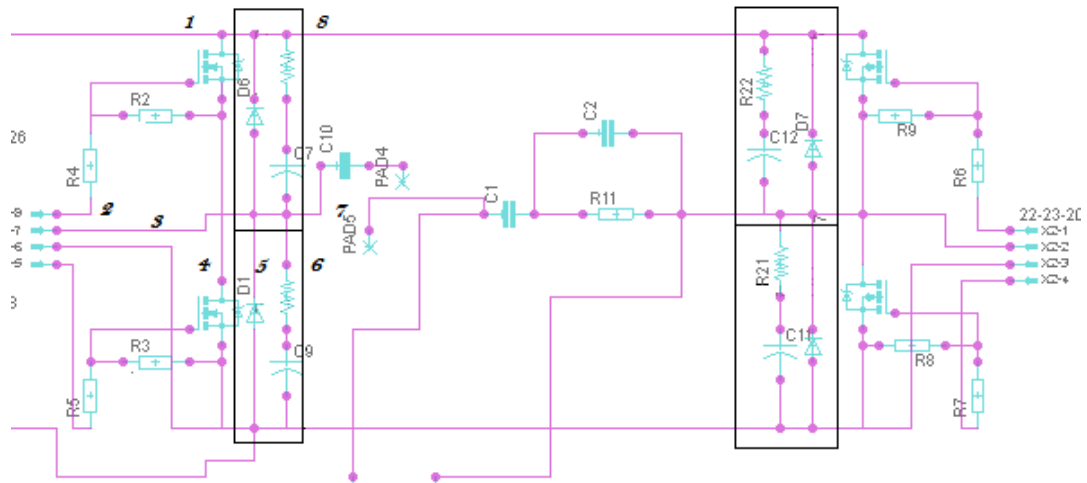 1 8
D6 R22 D7
R2 C10 C2 C12 R9
26
R4 C7 PAD4 C1 R11 R6
-9 2 7 22-23-20
-7 3 PAD5 X2-1
-6 X2-2
-5 4 5 6 R21 X2-3
X2-4
D1
R3 C9 C11 R8
R5 R7